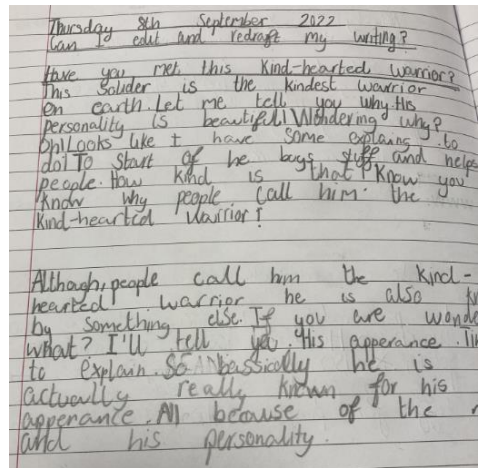 Thursday 8th September 2022
Can I edit and redraft my writing?
Have you met this kind-hearted warrior?
This Solider is the kindest warrior
on earth. Let me tell you why. His
personality is beautiful! Wondering why?
Oh! Looks like I have some explains to
do! To start of he buys stuff and helps
people. How kind is that? Know you
know why people call him the
kind-hearted warrior!
Although, people call him the kind-
hearted warrior he is also
by something else. If you are
what? I'll tell ya. His apperance.
to explain. So bassically he is
actually really known for his
apperance. All because of the
and his personality.